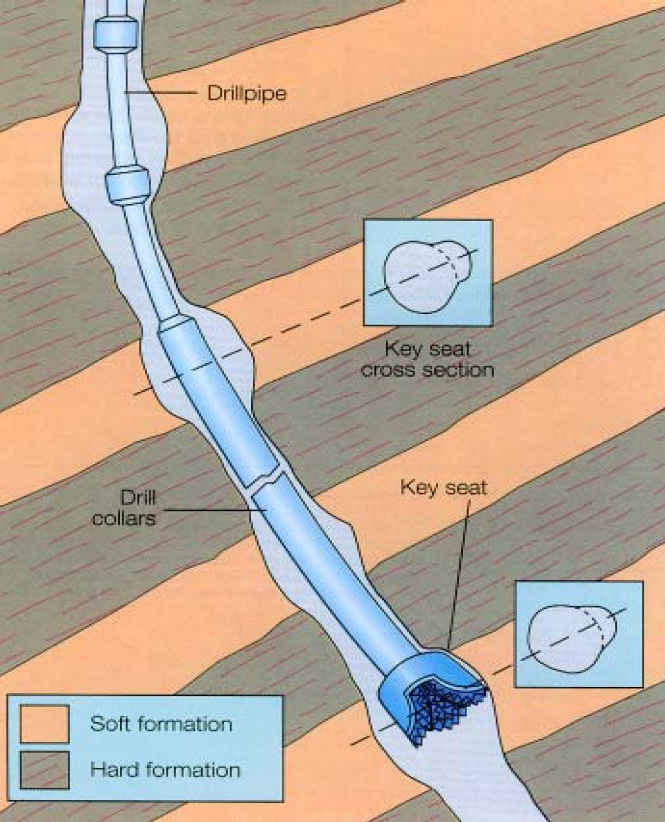 Drillpipe
Key seat
cross section
Key seat
Drill
collars
Soft formation
Hard formation